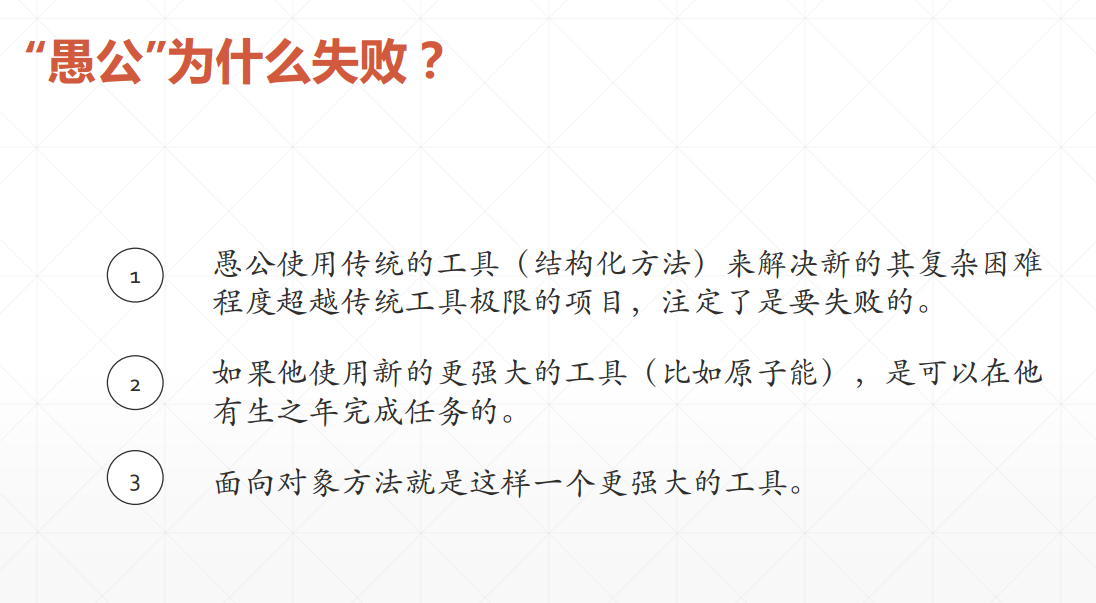 “愚公”为什么失败？
1
愚公使用传统的工具（结构化方法）来解决新的其复杂困难
程度超越传统工具极限的项目，注定了是要失败的。
2
如果他使用新的更强大的工具（比如原子能），是可以在他
有生之年完成任务的。
3
面向对象方法就是这样一个更强大的工具。